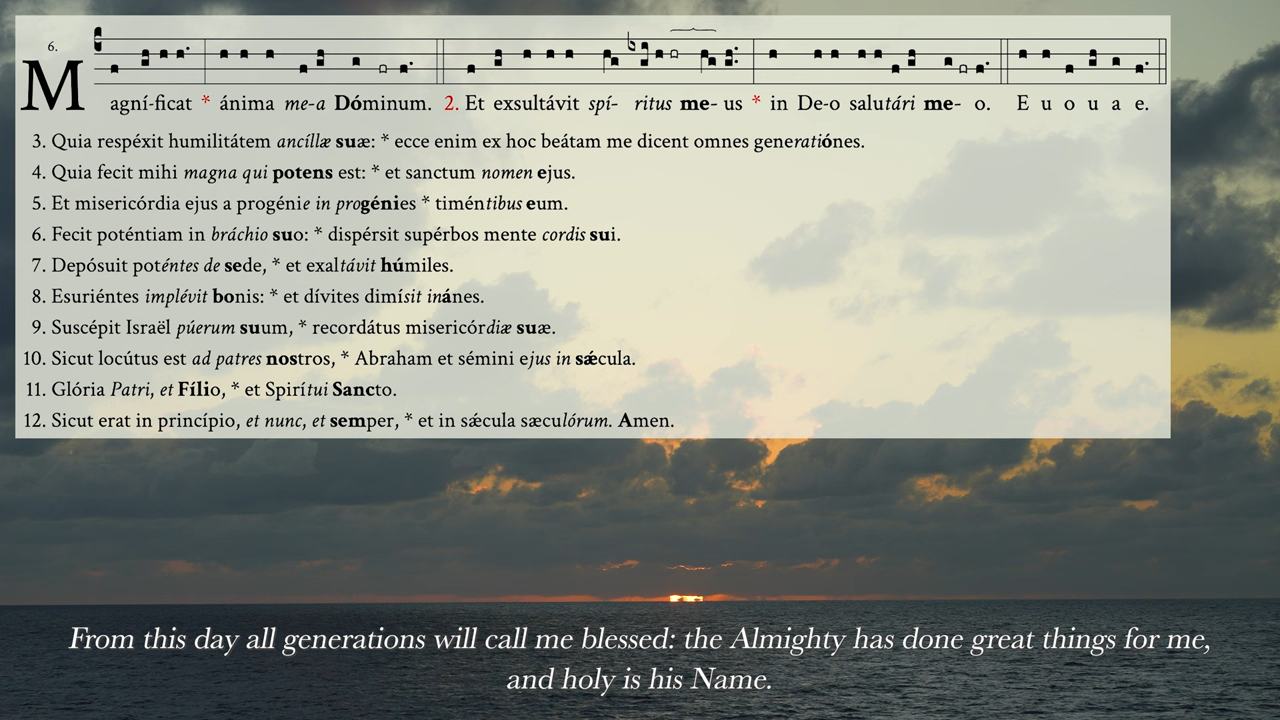 6.
Magní-ficat * ánima me-a Dóminum. 2. Et exsultávit spí- ritus me- us * in De-o salutári me- o. E u o u a e.
3. Quia respéxit humilitátem ancíllæ suæ: * ecce enim ex hoc beátam me dicent omnes generatiónes.
4. Quia fecit mihi magna qui potens est: * et sanctum nomen ejus.
5. Et misericórdia ejus a progénie in progénies * timéntibus eum.
6. Fecit poténtiam in bráchio suo: * dispérsit supérbos mente cordis sui.
7. Depósuit poténtes de sede, * et exaltávit húmiles.
8. Esuriéntes implévit bonis: * et dívites dimísit inánes.
9. Suscépit Israël púerum suum, * recordátus misericórdiæ suæ.
10. Sicut locútus est ad patres nostros, * Abraham et sémini ejus in sǽcula.
11. Glória Patri, et Fílio, * et Spirítui Sancto.
12. Sicut erat in princípio, et nunc, et semper, * et in sǽcula sæculórum. Amen.
From this day all generations will call me blessed: the Almighty has done great things for me,
and holy is his Name.